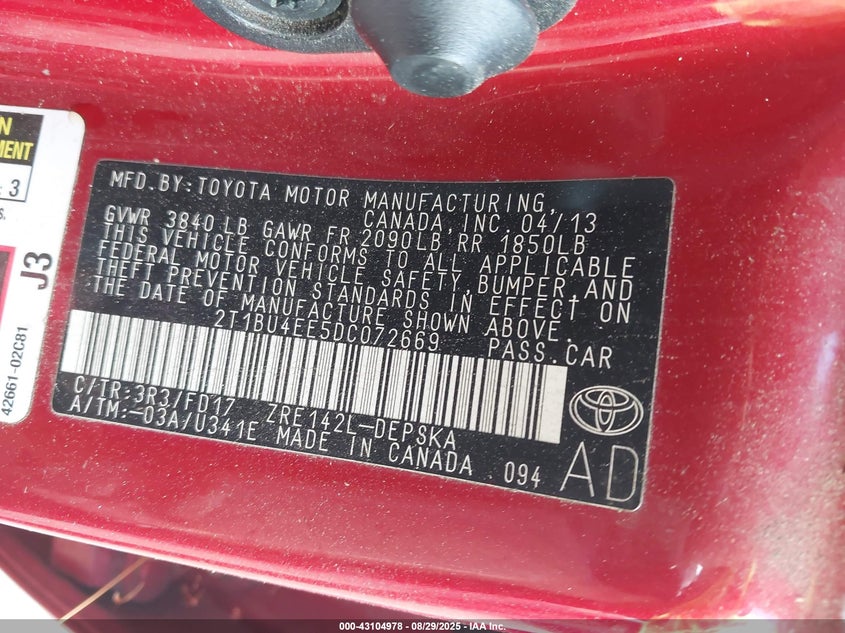 MFD.BY:TOYOTA MOTOR MANUFACTURING,
CANADA, INC. 04/13
GVWR 3840 LB GAWR FR 2090LB RR 1850LB
THIS VEHICLE CONFORMS TO ALL APPLICABLE
FEDERAL MOTOR VEHICLE SAFETY, BUMPER, AND
THEFT PREVENTION STANDARDS IN EFFECT ON
THE DATE OF MANUFACTURE SHOWN ABOVE.
2T1BU4EE5DC072669 PASS.CAR
C/TR:3R3/FD17 ZRE142L-DEPSKA
A/TM:-03A/U341E MADE IN CANADA 094
AD
J3
42661-02C81
3
000-43104978 - 08/29/2025 - IAA Inc.